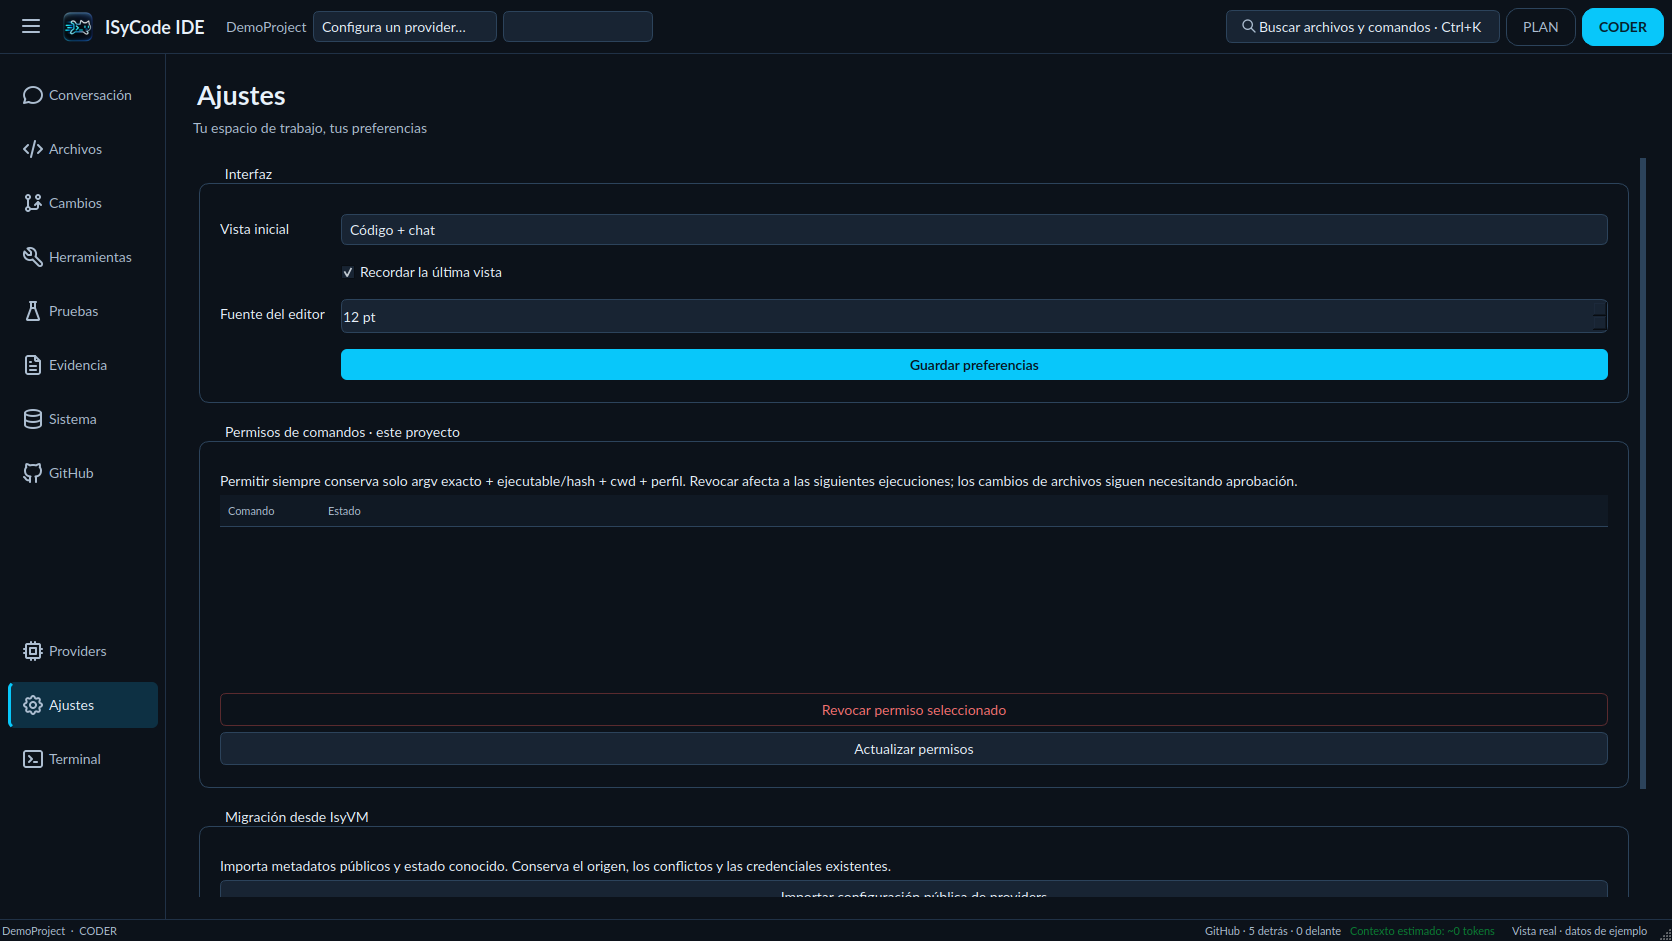 ISyCode IDE
DemoProject
Configura un provider...
Buscar archivos y comandos · Ctrl+K
PLAN
CODER
Conversación
Archivos
Cambios
Herramientas
Pruebas
Evidencia
Sistema
GitHub
Providers
Ajustes
Terminal
Ajustes
Tu espacio de trabajo, tus preferencias
Interfaz
Vista inicial
Código + chat
Recordar la última vista
Fuente del editor
12 pt
Guardar preferencias
Permisos de comandos · este proyecto
Permitir siempre conserva solo argv exacto + ejecutable/hash + cwd + perfil. Revocar afecta a las siguientes ejecuciones; los cambios de archivos siguen necesitando aprobación.
Comando Estado
Revocar permiso seleccionado
Actualizar permisos
Migración desde IsyVM
Importa metadatos públicos y estado conocido. Conserva el origen, los conflictos y las credenciales existentes.
Importar configuración pública de providers
DemoProject · CODER
GitHub · 5 detrás · 0 delante
Contexto estimado: ~0 tokens
Vista real · datos de ejemplo